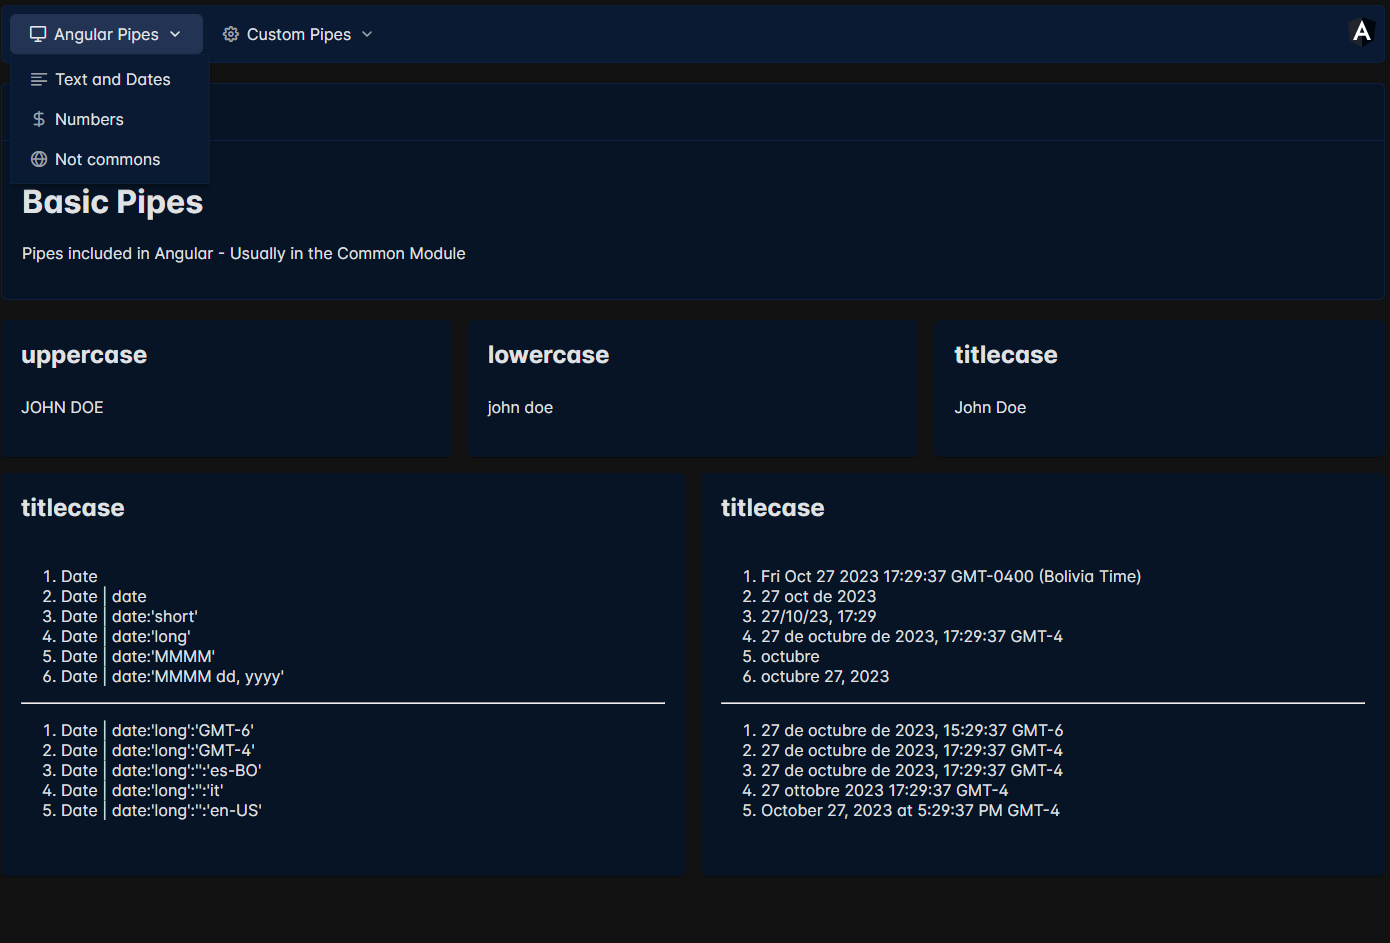 Angular Pipes
Custom Pipes
Text and Dates
Numbers
Not commons
Basic Pipes
Pipes included in Angular - Usually in the Common Module
uppercase
JOHN DOE
lowercase
john doe
titlecase
John Doe
titlecase
1. Date
2. Date | date
3. Date | date:'short'
4. Date | date:'long'
5. Date | date:'MMMM'
6. Date | date:'MMMM dd, yyyy'
1. Date | date:'long':'GMT-6'
2. Date | date:'long':'GMT-4'
3. Date | date:'long':'':'es-BO'
4. Date | date:'long':'':'it'
5. Date | date:'long':'':'en-US'
titlecase
1. Fri Oct 27 2023 17:29:37 GMT-0400 (Bolivia Time)
2. 27 oct de 2023
3. 27/10/23, 17:29
4. 27 de octubre de 2023, 17:29:37 GMT-4
5. octubre
6. octubre 27, 2023
1. 27 de octubre de 2023, 15:29:37 GMT-6
2. 27 de octubre de 2023, 17:29:37 GMT-4
3. 27 de octubre de 2023, 17:29:37 GMT-4
4. 27 ottobre 2023 17:29:37 GMT-4
5. October 27, 2023 at 5:29:37 PM GMT-4